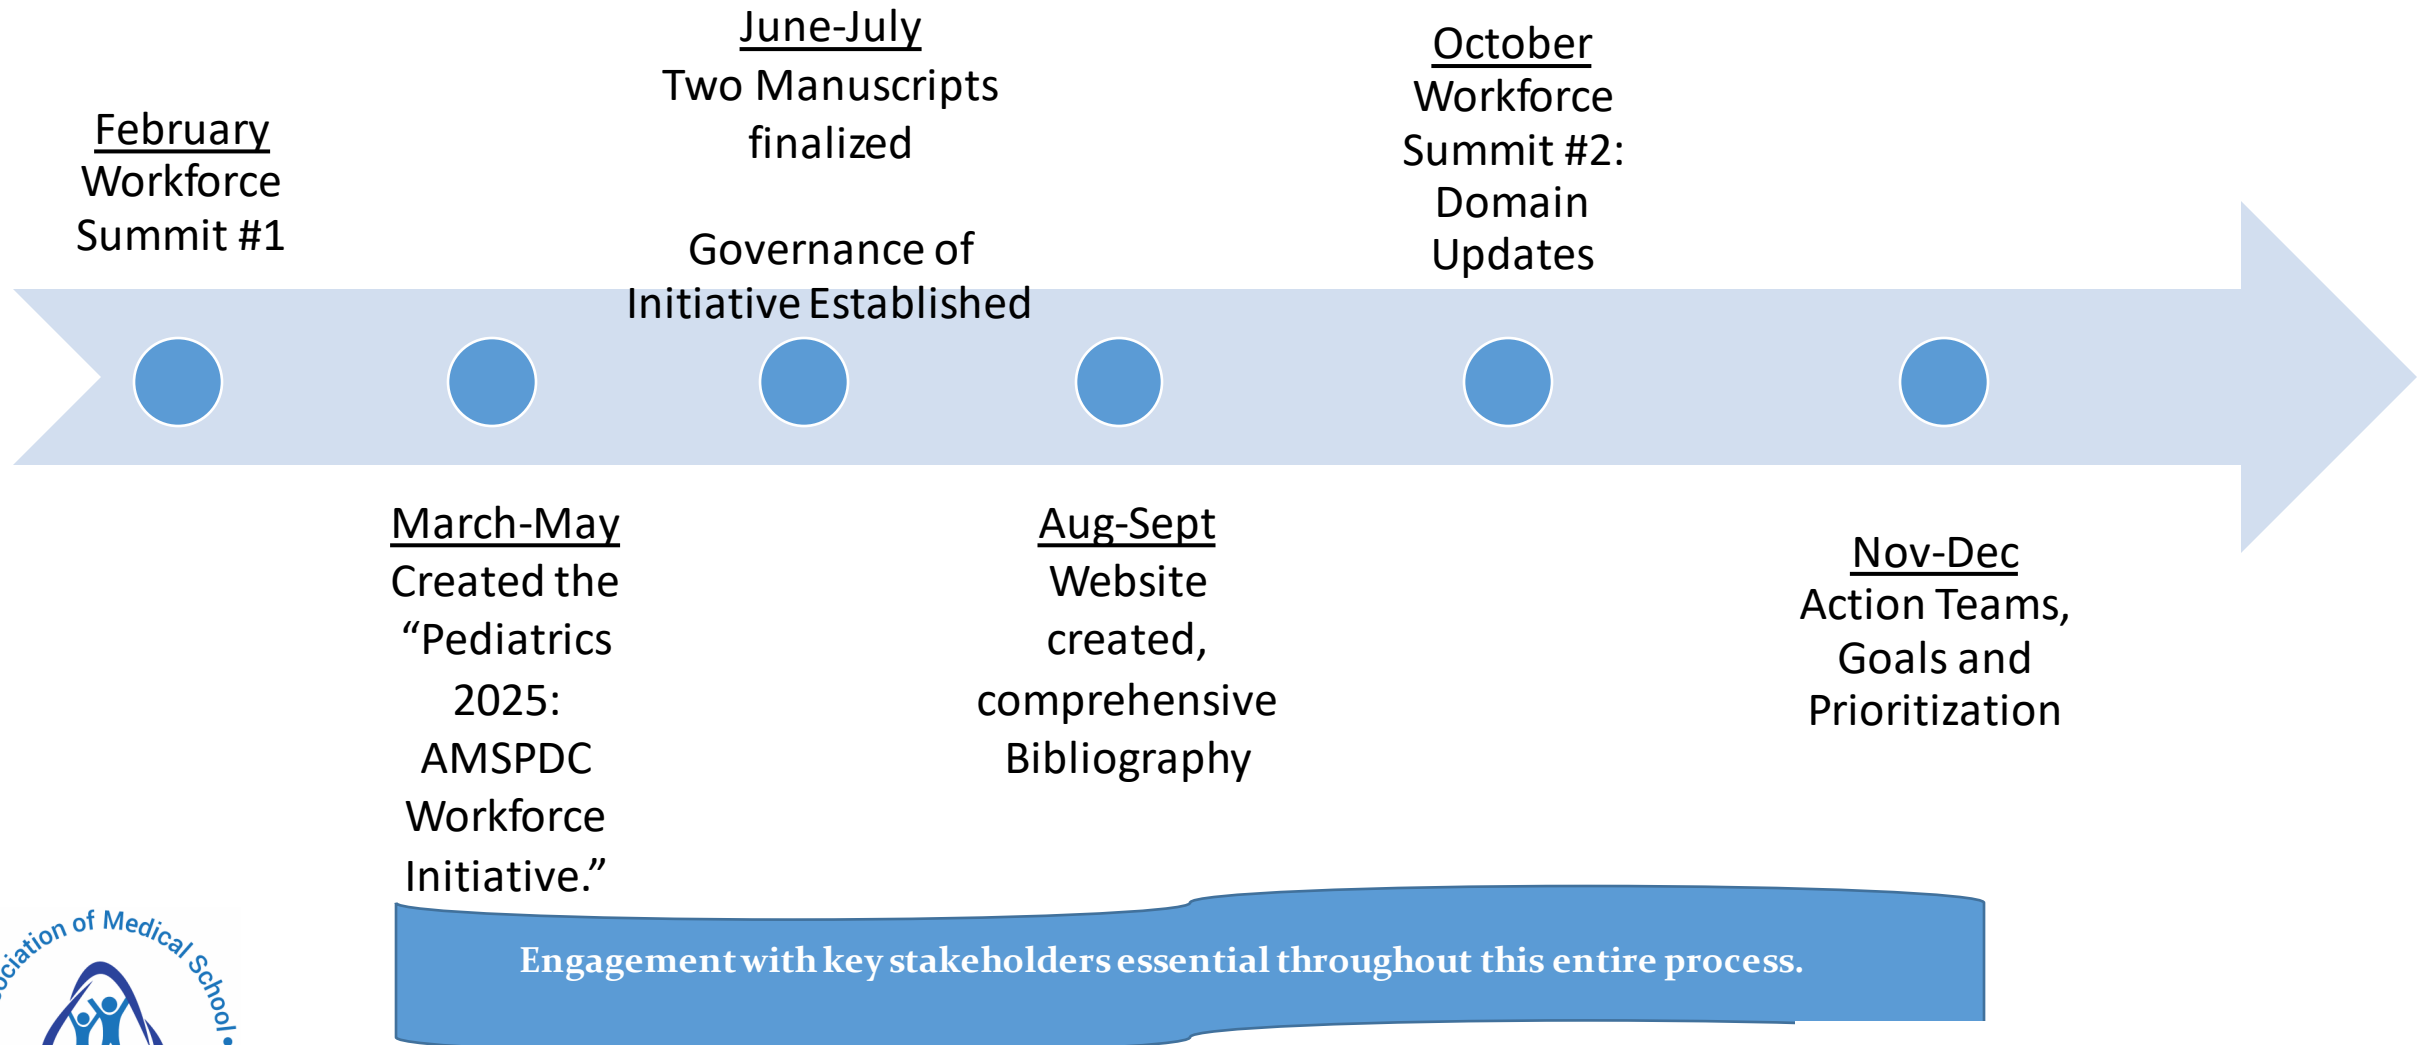 February
Workforce
Summit #1
March-May
Created the
“Pediatrics
2025:
AMSPDC
Workforce
Initiative.”
June-July
Two Manuscripts
finalized
Governance of
Initiative Established
Aug-Sept
Website
created,
comprehensive
Bibliography
October
Workforce
Summit #2:
Domain
Updates
Nov-Dec
Action Teams,
Goals and
Prioritization
Engagement with key stakeholders essential throughout this entire process.
of Medical School •